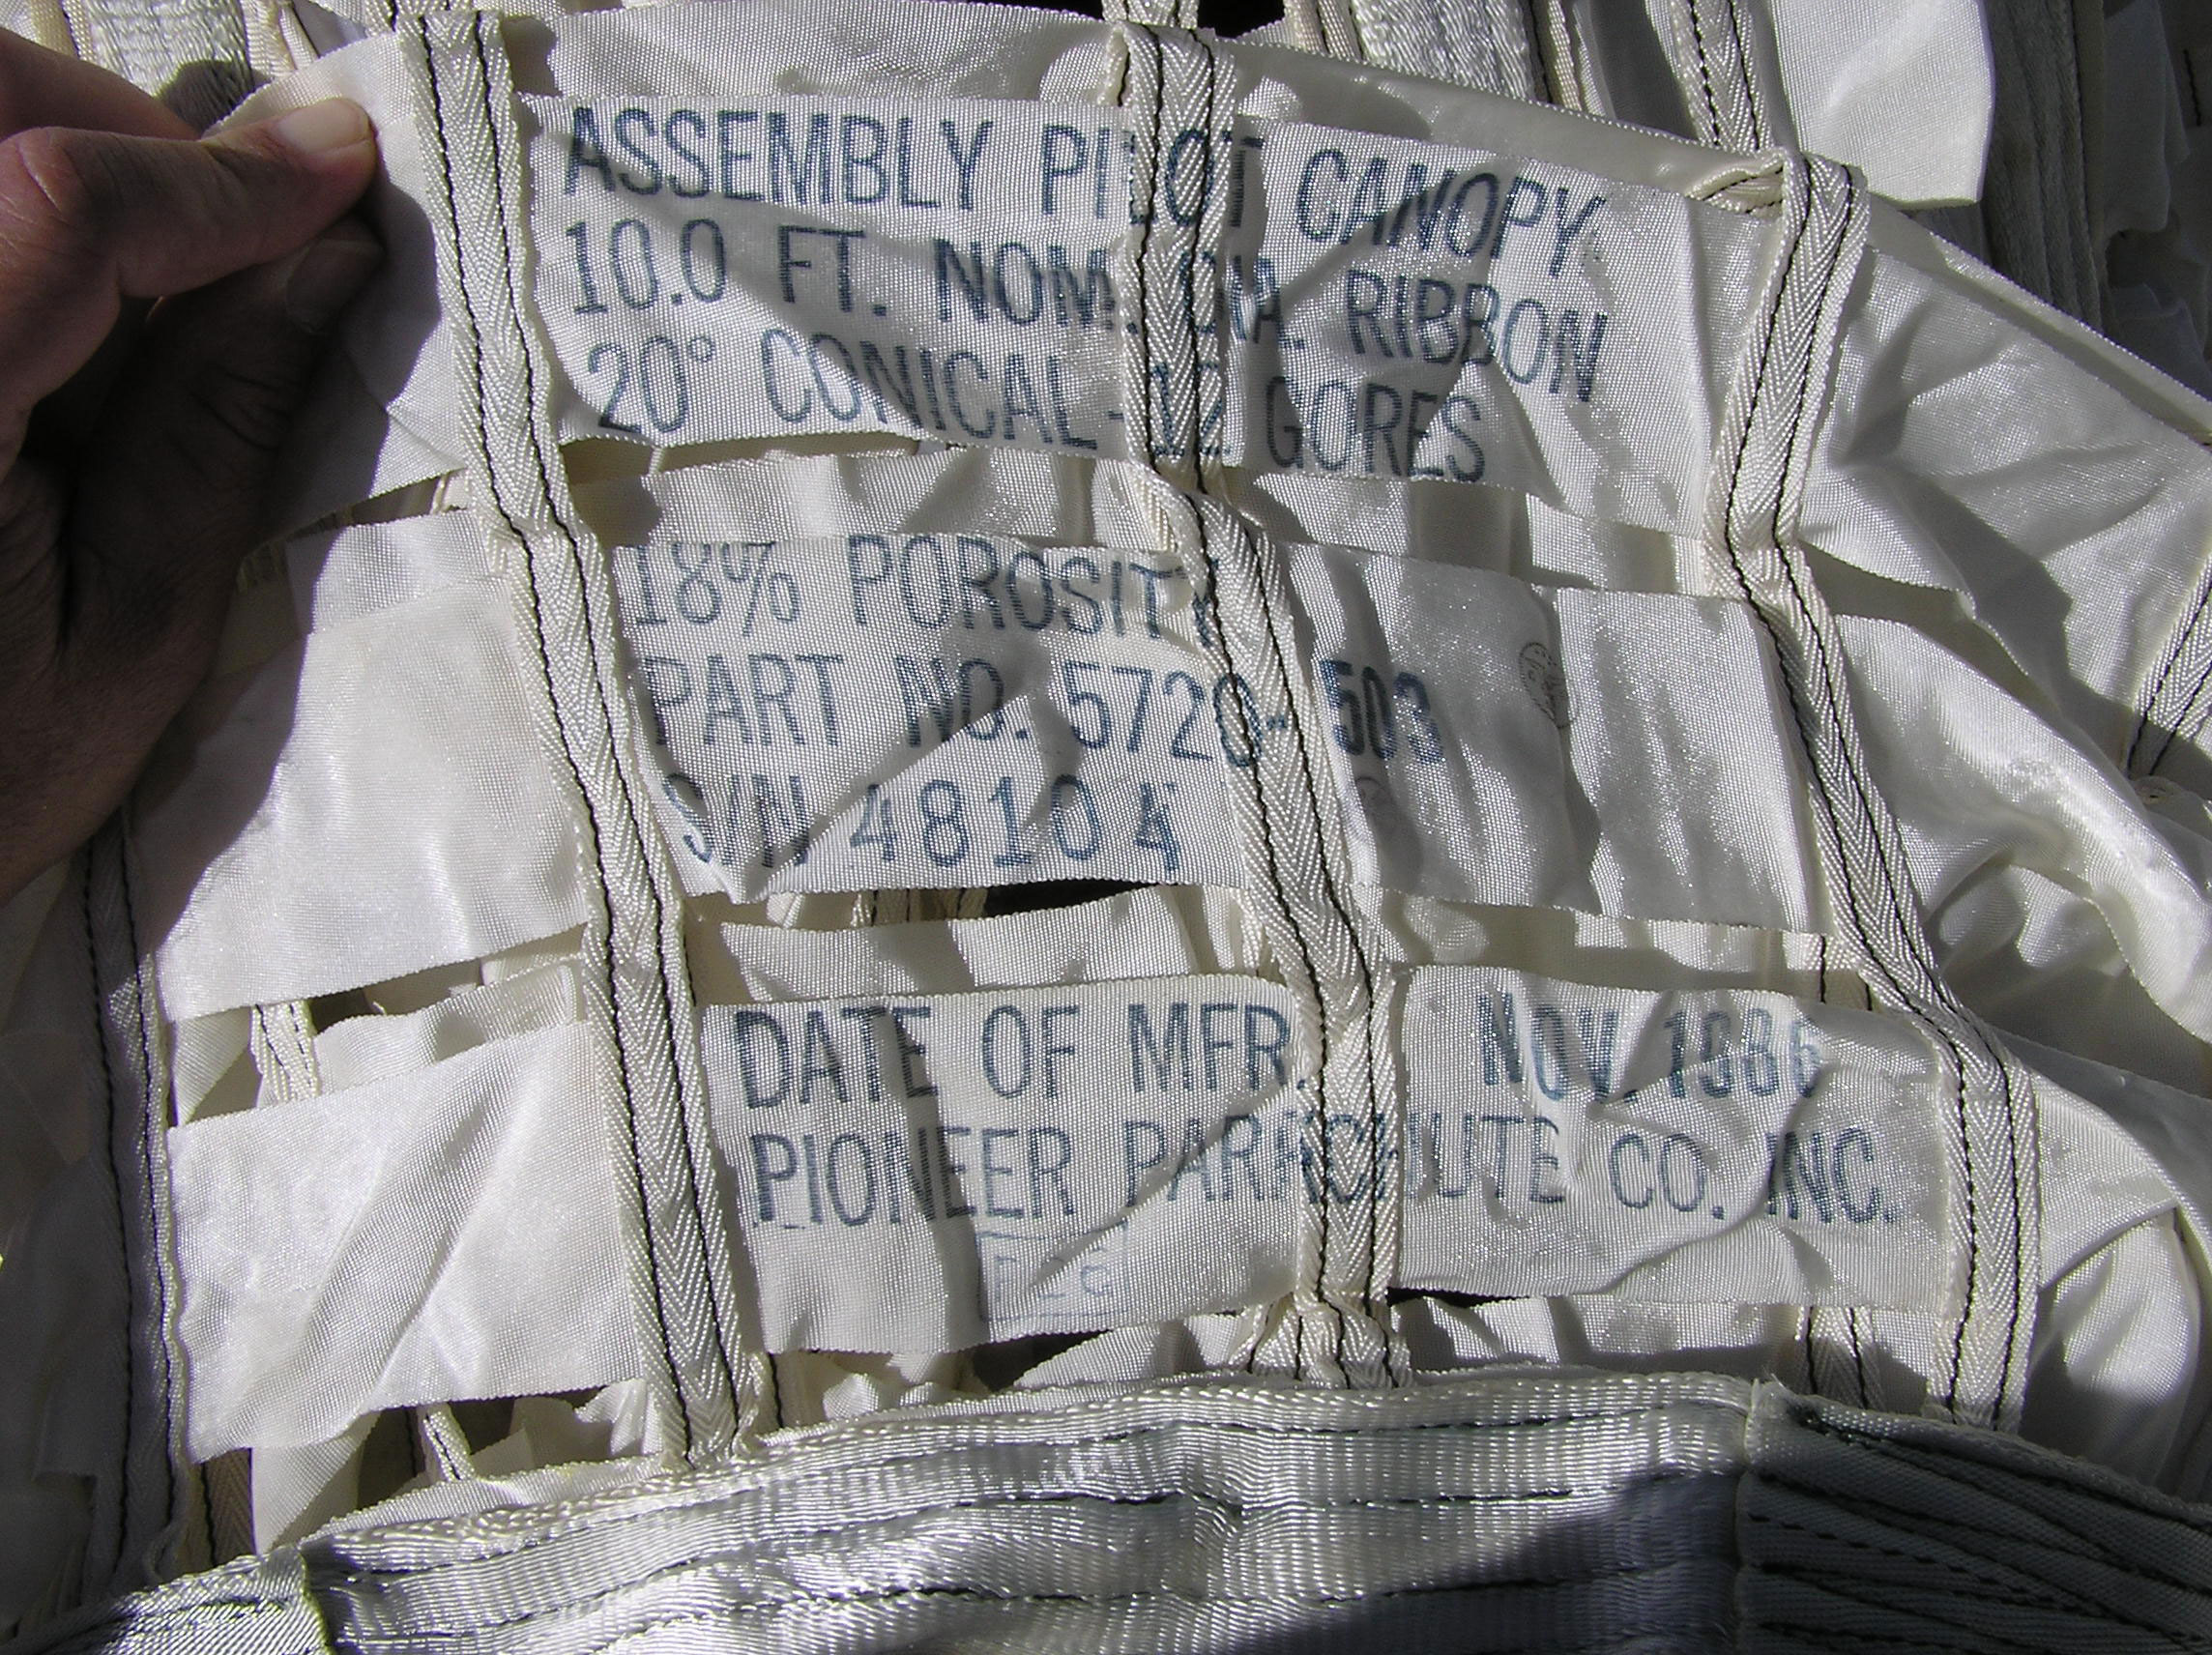 ASSEMBLY PILOT CANOPY
10.0 FT. NOM. DIA. RIBBON
20° CONICAL-12 GORES
18% POROSITY
PART NO. 5720-503
S/N 48104
DATE OF MFR. NOV. 1986
PIONEER PARACHUTE CO. INC.